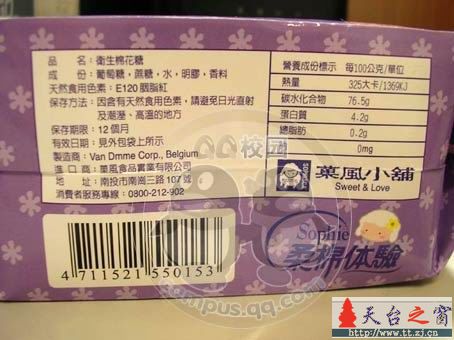 品　名：衛生棉花糖
成　份：葡萄糖，蔗糖，水，明膠，香料
天然食用色素：E120 胭脂紅
保存方法：因含有天然食用色素，請避免日光直射
及潮溼、高溫的地方
保存期限：12 個月
有效日期：見外包袋上所示
製造商：Van Dmme Corp., Belgium
進口商：菓風食品實業有限公司
地　址：南投市南崗三路107號
消費者服務專線：0800-212-902
營養成份標示 每100公克/單位
熱量 325大卡/1369KJ
碳水化合物 76.5g
蛋白質 4.2g
總脂肪 0.2g
0mg
菓風小舖
Sweet & Love
Sophie
柔棉体驗
4 711521 550153
QQ校园
campus.qq.com
天台之窗
http://www.tt.zj.cn